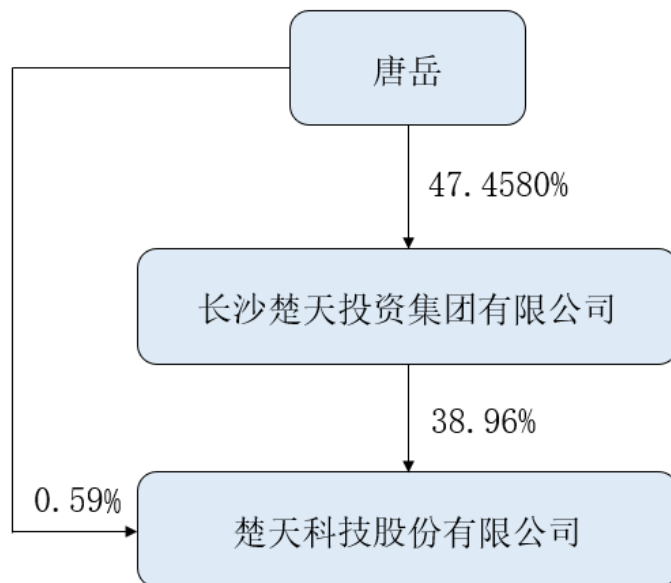 唐岳
47.4580%
长沙楚天投资集团有限公司
38.96%
0.59%
楚天科技股份有限公司